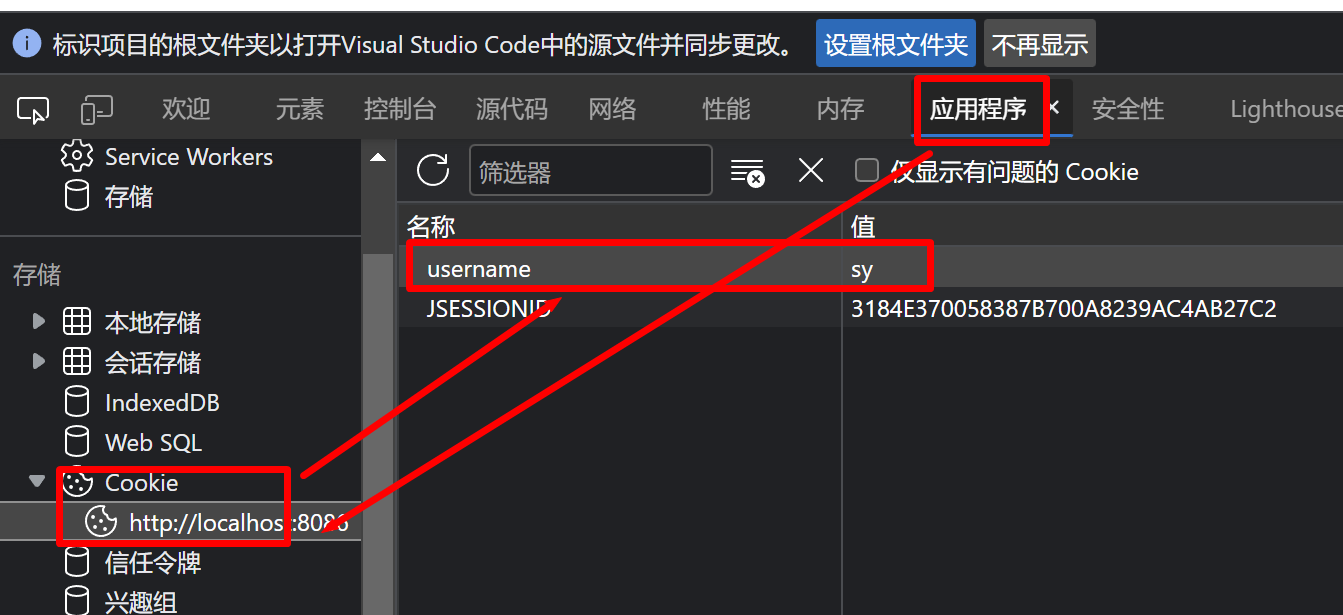 标识项目的根文件夹以打开Visual Studio Code中的源文件并同步更改。 设置根文件夹 不再显示
欢迎 元素 控制台 源代码 网络 性能 内存 应用程序 安全性 Lighthouse
Service Workers
存储
筛选器 仅显示有问题的 Cookie
名称 值
username sy
JSESSIONID 3184E370058387B700A8239AC4AB27C2
存储
本地存储
会话存储
IndexedDB
Web SQL
Cookie
http://localhost:8086
信任令牌
兴趣组